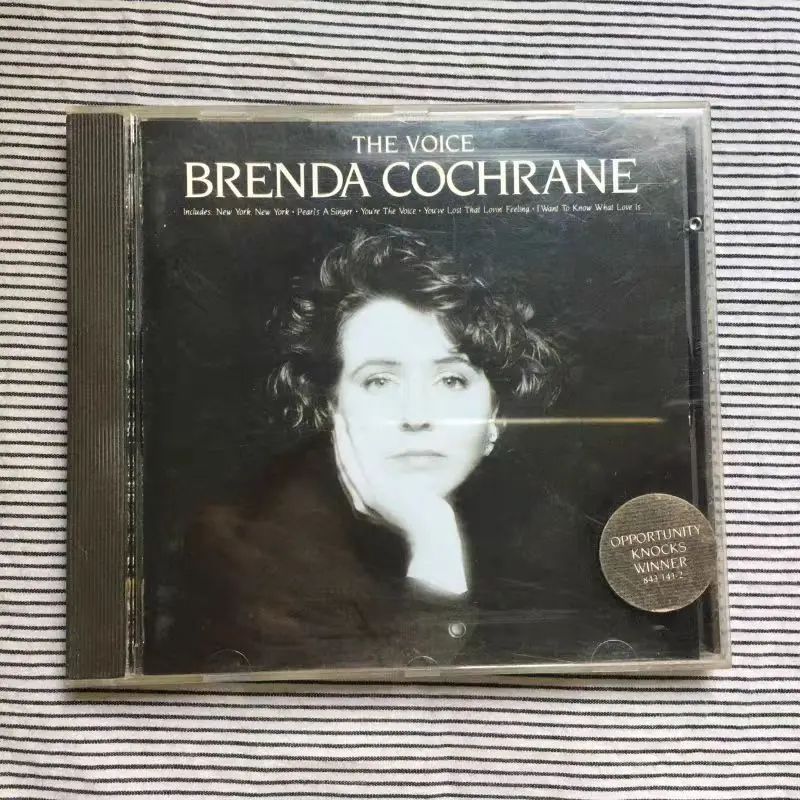 THE VOICE
BRENDA COCHRANE
Includes: New York, New York • Pearl's A Singer • You're The Voice • You've Lost That Lovin' Feeling • I Want To Know What Love Is
OPPORTUNITY
KNOCKS
WINNER
843 141-2